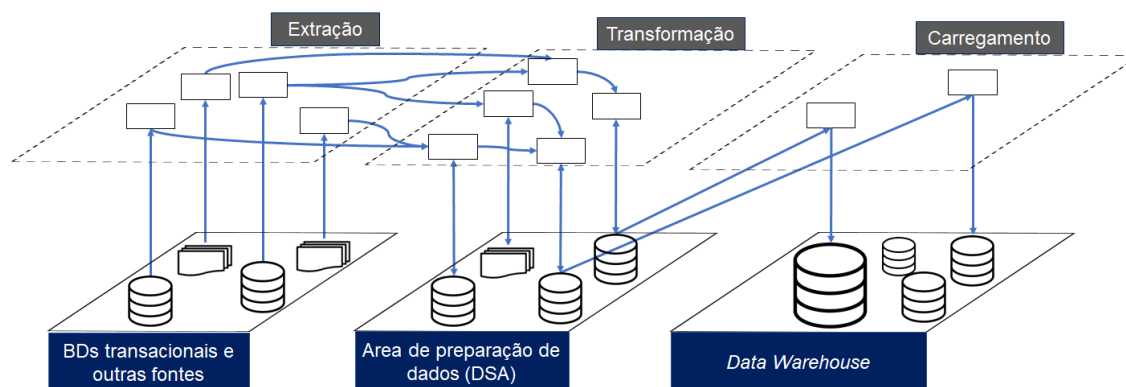 Extração
Transformação
Carregamento
BDs transacionais e
outras fontes
Area de preparação de
dados (DSA)
Data Warehouse